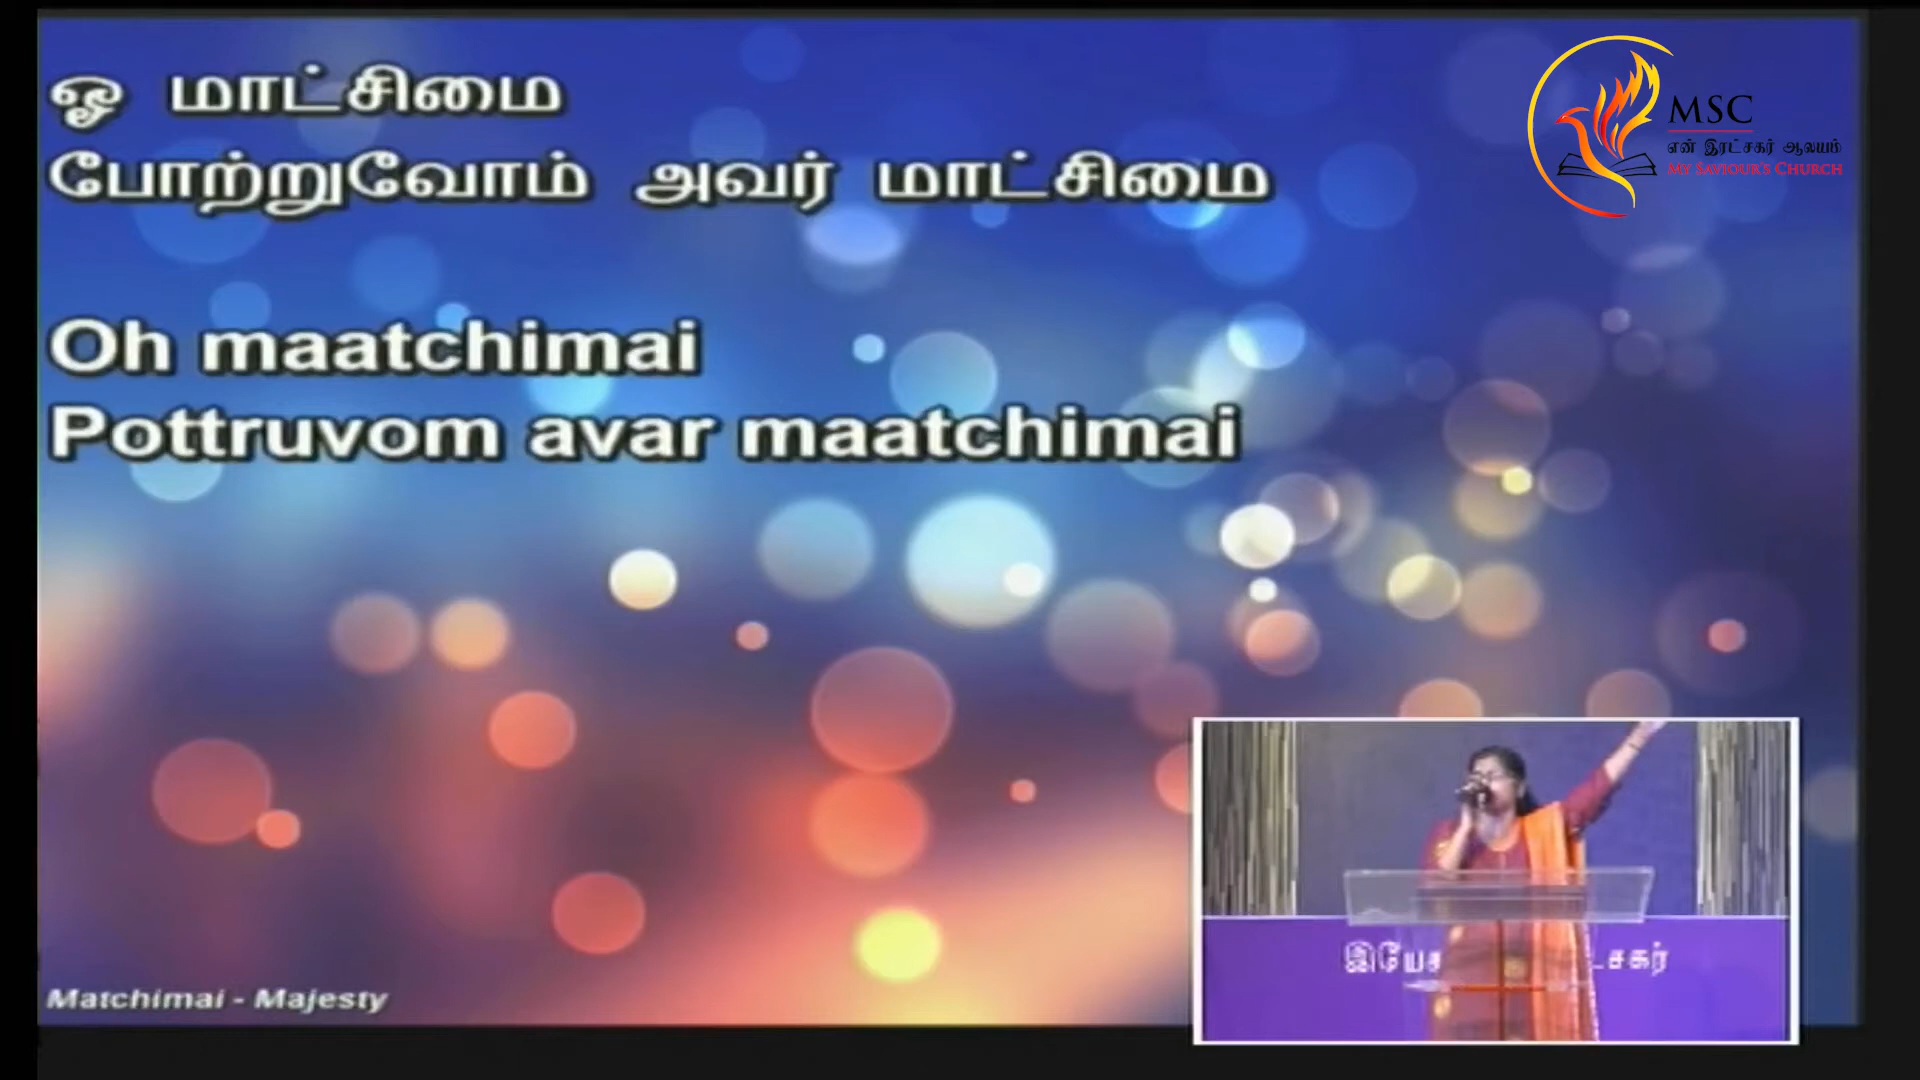 ஓ மாட்சிமை
போற்றுவோம் அவர் மாட்சிமை
Oh maatchimai
Pottruvom avar maatchimai
Matchimai - Majesty
MSC
என் இரட்சகர் ஆலயம்
MY SAVIOUR'S CHURCH